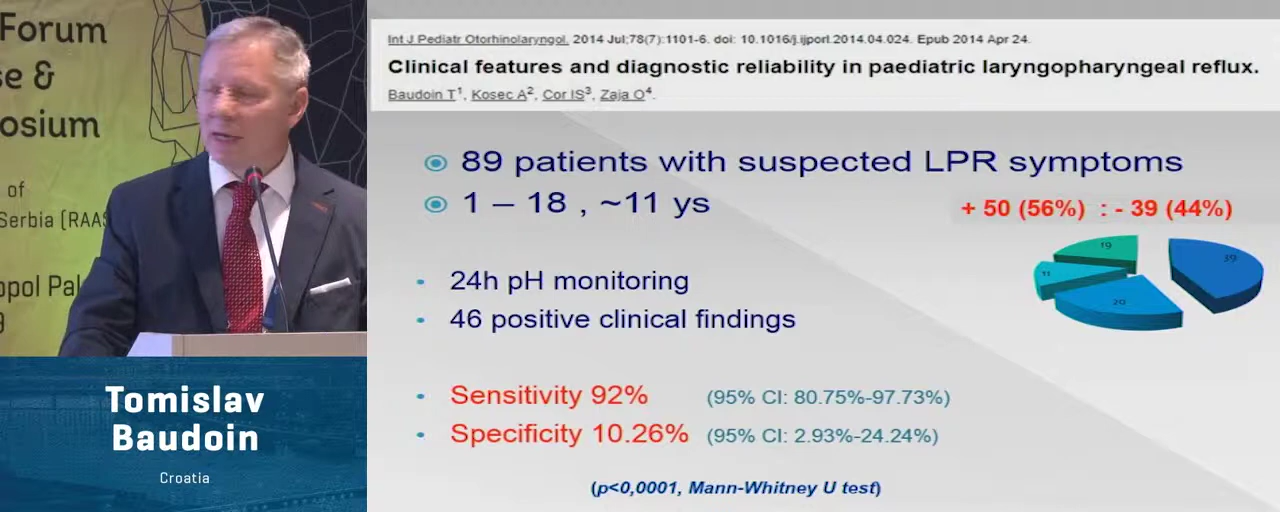 Forum
se &
osium
of
Serbia (RAAS
opol Pal
9
Tomislav
Baudoin
Croatia
Int J Pediatr Otorhinolaryngol. 2014 Jul;78(7):1101-6. doi: 10.1016/j.ijporl.2014.04.024. Epub 2014 Apr 24.
Clinical features and diagnostic reliability in paediatric laryngopharyngeal reflux.
Baudoin T1, Kosec A2, Cor IS3, Zaja O4.
89 patients with suspected LPR symptoms
1 – 18 , ~11 ys
+ 50 (56%) : - 39 (44%)
19
39
11
20
24h pH monitoring
46 positive clinical findings
Sensitivity 92% (95% CI: 80.75%-97.73%)
Specificity 10.26% (95% CI: 2.93%-24.24%)
(p<0,0001, Mann-Whitney U test)